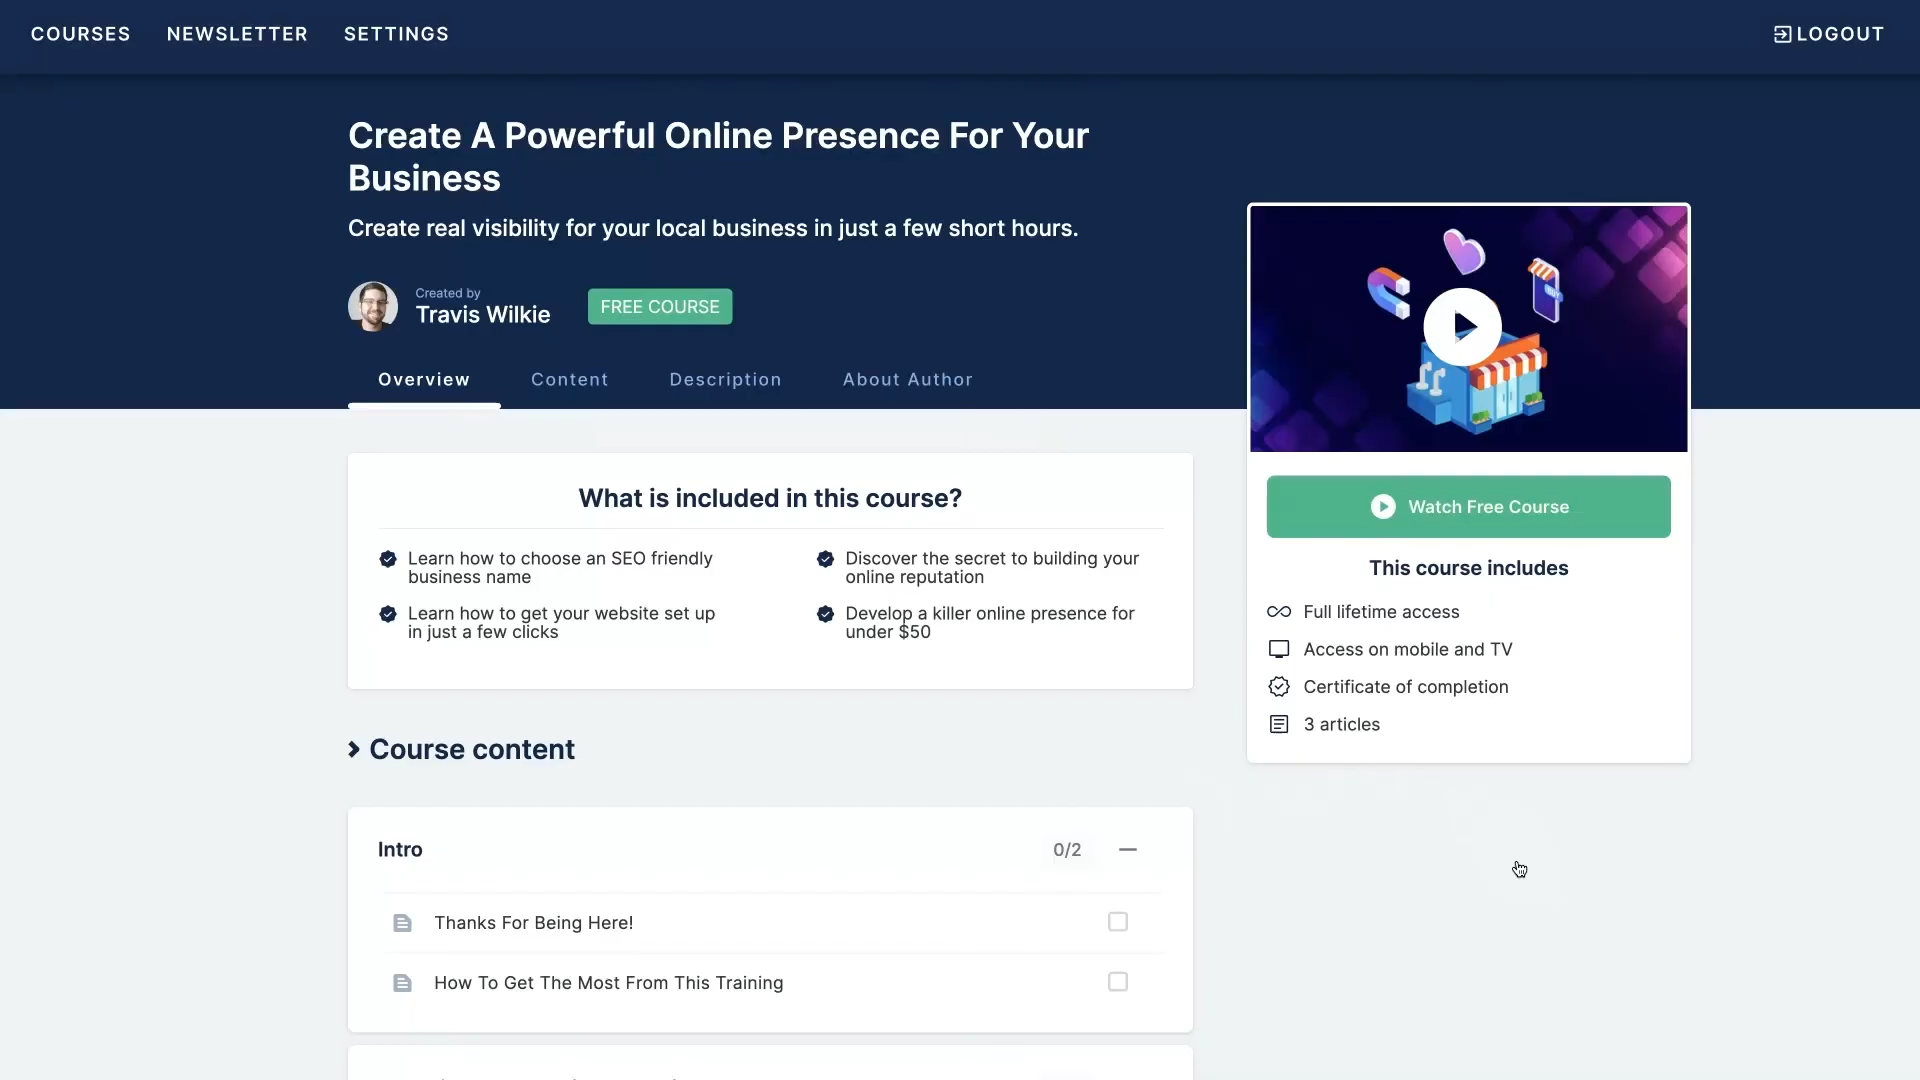 COURSES
NEWSLETTER
SETTINGS
LOGOUT
Create A Powerful Online Presence For Your
Business
Create real visibility for your local business in just a few short hours.
Created by
Travis Wilkie
FREE COURSE
Overview
Content
Description
About Author
What is included in this course?
Learn how to choose an SEO friendly
business name
Discover the secret to building your
online reputation
Learn how to get your website set up
in just a few clicks
Develop a killer online presence for
under $50
Watch Free Course
This course includes
Full lifetime access
Access on mobile and TV
Certificate of completion
3 articles
Course content
Intro
0/2
Thanks For Being Here!
How To Get The Most From This Training